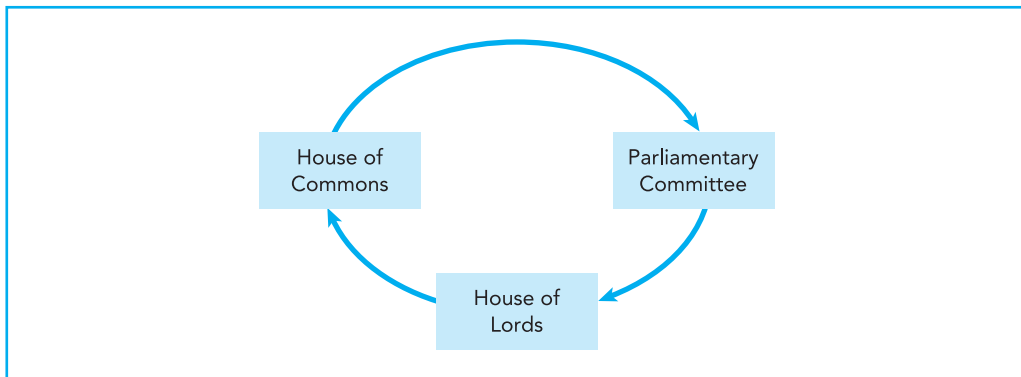 House of
Commons
Parliamentary
Committee
House of
Lords